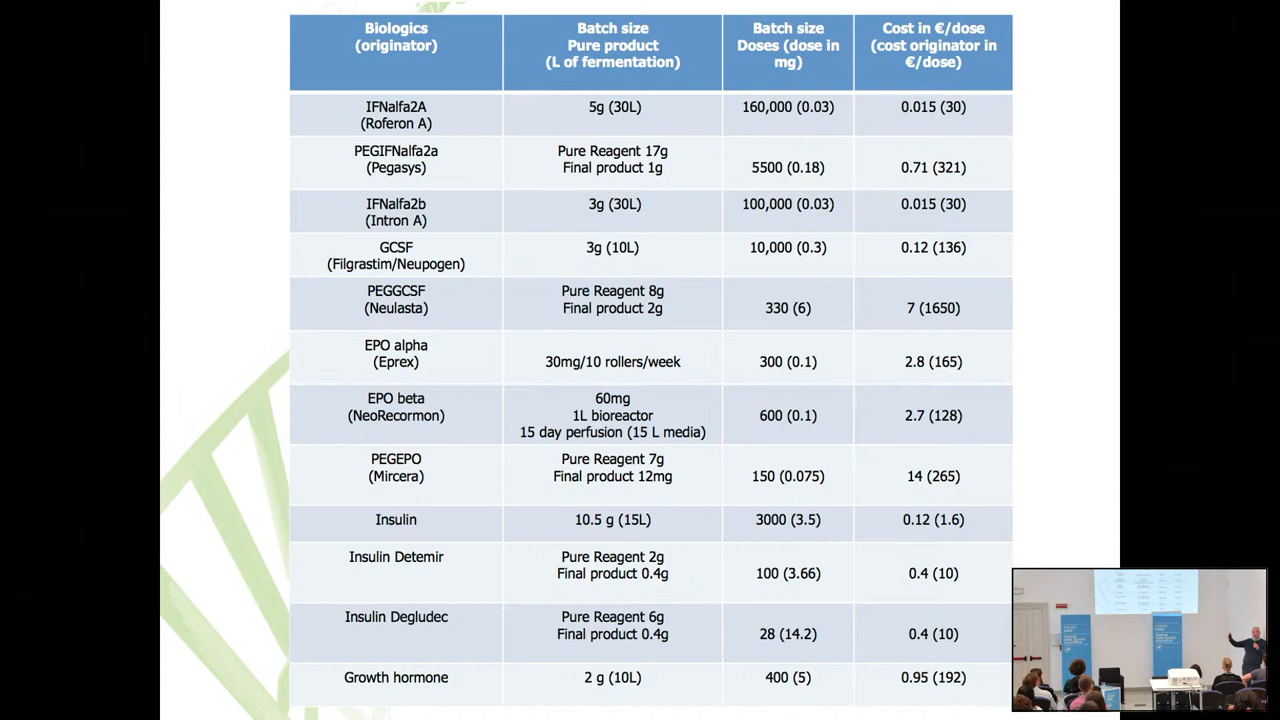 Biologics
(originator)
Batch size
Pure product
(L of fermentation)
Batch size
Doses (dose in
mg)
Cost in €/dose
(cost originator in
€/dose)
IFNalfa2A
(Roferon A)
5g (30L)
160,000 (0.03)
0.015 (30)
PEGIFNalfa2a
(Pegasys)
Pure Reagent 17g
Final product 1g
5500 (0.18)
0.71 (321)
IFNalfa2b
(Intron A)
3g (30L)
100,000 (0.03)
0.015 (30)
GCSF
(Filgrastim/Neupogen)
3g (10L)
10,000 (0.3)
0.12 (136)
PEGGCSF
(Neulasta)
Pure Reagent 8g
Final product 2g
330 (6)
7 (1650)
EPO alpha
(Eprex)
30mg/10 rollers/week
300 (0.1)
2.8 (165)
EPO beta
(NeoRecormon)
60mg
1L bioreactor
15 day perfusion (15 L media)
600 (0.1)
2.7 (128)
PEGEPO
(Mircera)
Pure Reagent 7g
Final product 12mg
150 (0.075)
14 (265)
Insulin
10.5 g (15L)
3000 (3.5)
0.12 (1.6)
Insulin Detemir
Pure Reagent 2g
Final product 0.4g
100 (3.66)
0.4 (10)
Insulin Degludec
Pure Reagent 6g
Final product 0.4g
28 (14.2)
0.4 (10)
Growth hormone
2 g (10L)
400 (5)
0.95 (192)